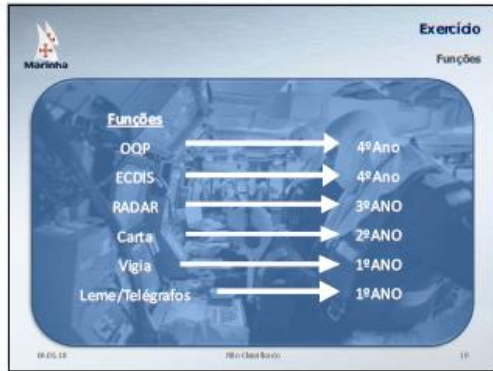 Exercício
Marinha
Funções
Funções
OQP 4ºAno
ECDIS 4ºAno
RADAR 3ºANO
Carta 2ºANO
Vigia 1ºANO
Leme/Telégrafos 1ºANO
19